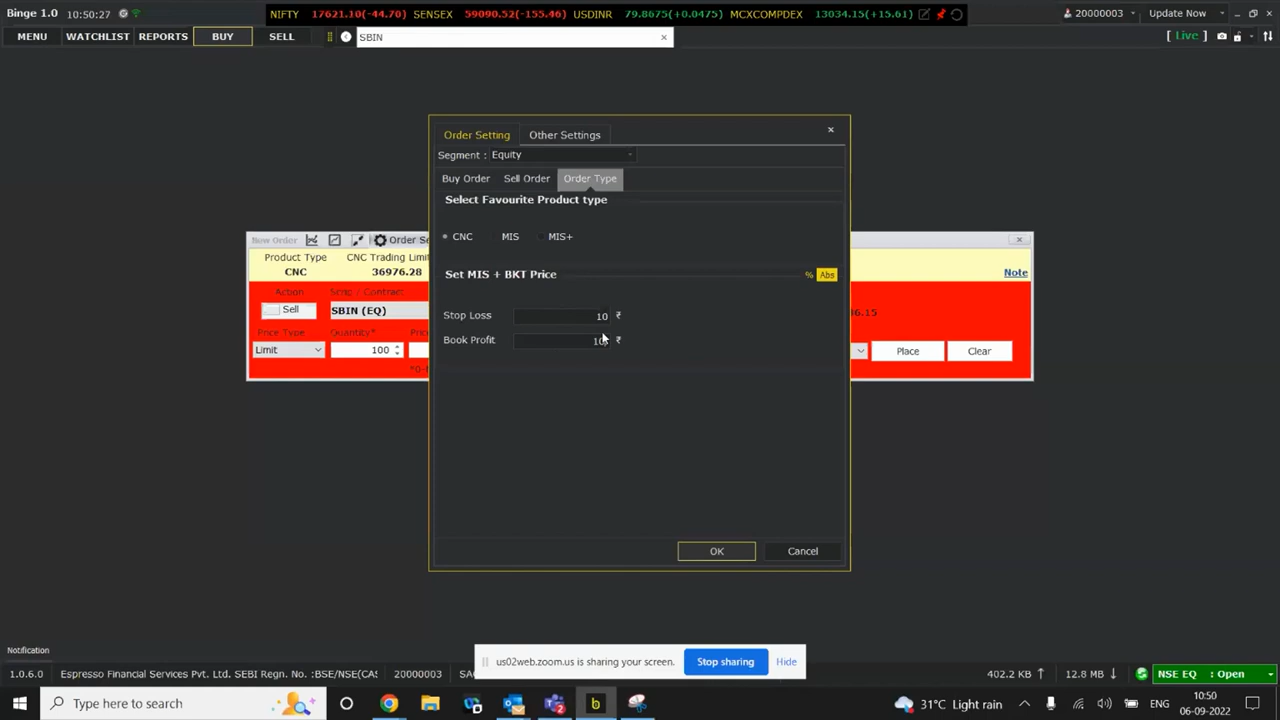 Binge 1.0 10:50:27 NIFTY 17621.10(-44.70) SENSEX 59090.52(-155.46) USDINR 79.8675(+0.0475) MCXCOMPDEX 13034.15(+15.61) 20000003 Update Now
MENU WATCHLIST REPORTS BUY SELL SBIN [ Live ]
Order Setting Other Settings
Segment : Equity
Buy Order Sell Order Order Type
Select Favourite Product type
CNC MIS MIS+
Set MIS + BKT Price % Abs
Stop Loss 10 ₹
Book Profit 10 ₹
OK Cancel
New Order Order Se
Product Type CNC Trading Limit
CNC 36976.28 Note
Action Scrip / Contract
Sell SBIN (EQ) 6.15
Price Type Quantity* Pric
Limit 100 Place Clear
Notification
us02web.zoom.us is sharing your screen. Stop sharing Hide
1.0.6.0 Espresso Financial Services Pvt. Ltd. SEBI Regn. No. :BSE/NSE(CAS 20000003 402.2 KB 12.8 MB NSE EQ : Open
Type here to search 31°C Light rain ENG 10:50
06-09-2022